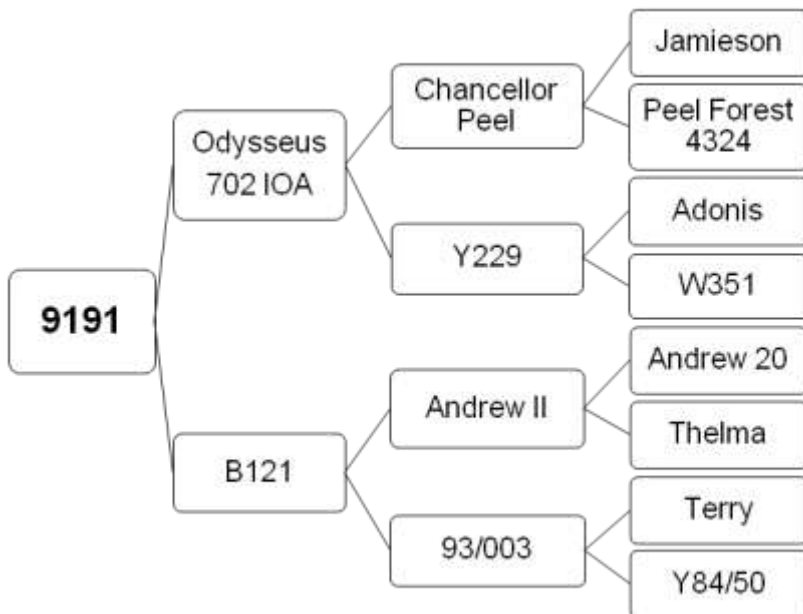 Jamieson
Chancellor
Peel
Peel Forest
4324
Odysseus
702 IOA
Adonis
Y229
W351
9191
Andrew 20
Andrew II
Thelma
B121
Terry
93/003
Y84/50